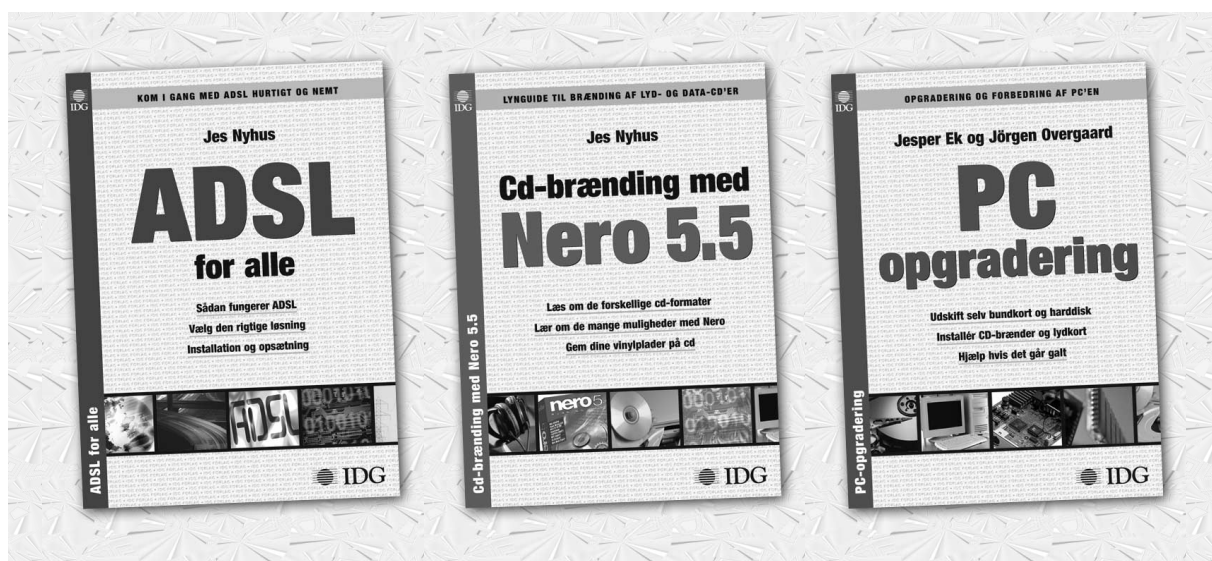 IDG
KOM I GANG MED ADSL HURTIGT OG NEMT
Jes Nyhus
ADSL
for alle
Sådan fungerer ADSL
Vælg den rigtige løsning
Installation og opsætning
ADSL
IDG
ADSL for alle
IDG
LYNGUIDE TIL BRÆNDING AF LYD- OG DATA-CD'ER
Jes Nyhus
Cd-brænding med
Nero 5.5
Læs om de forskellige cd-formater
Lær om de mange muligheder med Nero
Gem dine vinylplader på cd
nero 5
IDG
Cd-brænding med Nero 5.5
IDG
OPGRADERING OG FORBEDRING AF PC'EN
Jesper Ek og Jörgen Overgaard
PC
opgradering
Udskift selv bundkort og harddisk
Installér CD-brænder og lydkort
Hjælp hvis det går galt
IDG
PC-opgradering